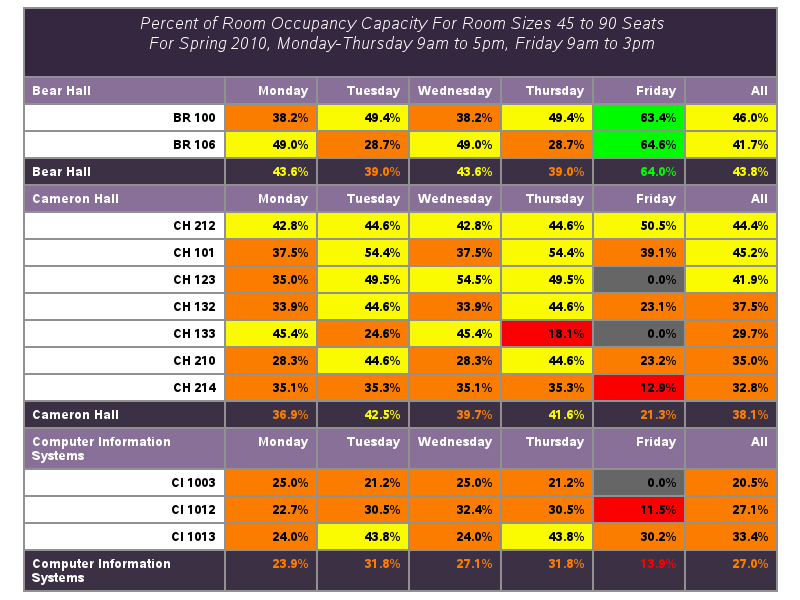 Percent of Room Occupancy Capacity For Room Sizes 45 to 90 Seats
For Spring 2010, Monday-Thursday 9am to 5pm, Friday 9am to 3pm
Bear Hall Monday Tuesday Wednesday Thursday Friday All
BR 100 38.2% 49.4% 38.2% 49.4% 63.4% 46.0%
BR 106 49.0% 28.7% 49.0% 28.7% 64.6% 41.7%
Bear Hall 43.6% 39.0% 43.6% 39.0% 64.0% 43.8%
Cameron Hall Monday Tuesday Wednesday Thursday Friday All
CH 212 42.8% 44.6% 42.8% 44.6% 50.5% 44.4%
CH 101 37.5% 54.4% 37.5% 54.4% 39.1% 45.2%
CH 123 35.0% 49.5% 54.5% 49.5% 0.0% 41.9%
CH 132 33.9% 44.6% 33.9% 44.6% 23.1% 37.5%
CH 133 45.4% 24.6% 45.4% 18.1% 0.0% 29.7%
CH 210 28.3% 44.6% 28.3% 44.6% 23.2% 35.0%
CH 214 35.1% 35.3% 35.1% 35.3% 12.9% 32.8%
Cameron Hall 36.9% 42.5% 39.7% 41.6% 21.3% 38.1%
Computer Information Monday Tuesday Wednesday Thursday Friday All
Systems
CI 1003 25.0% 21.2% 25.0% 21.2% 0.0% 20.5%
CI 1012 22.7% 30.5% 32.4% 30.5% 11.5% 27.1%
CI 1013 24.0% 43.8% 24.0% 43.8% 30.2% 33.4%
Computer Information 23.9% 31.8% 27.1% 31.8% 13.9% 27.0%
Systems